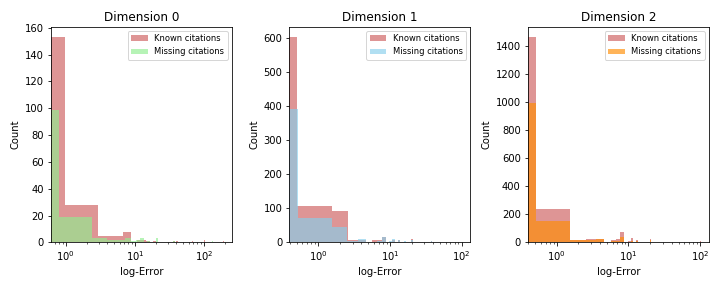 Dimension 0
Count
160
140
120
100
80
60
40
20
0
Known citations
Missing citations
10⁰
10¹
10²
log-Error
Dimension 1
Count
600
500
400
300
200
100
0
Known citations
Missing citations
10⁰
10¹
10²
log-Error
Dimension 2
Count
1400
1200
1000
800
600
400
200
0
Known citations
Missing citations
10⁰
10¹
10²
log-Error